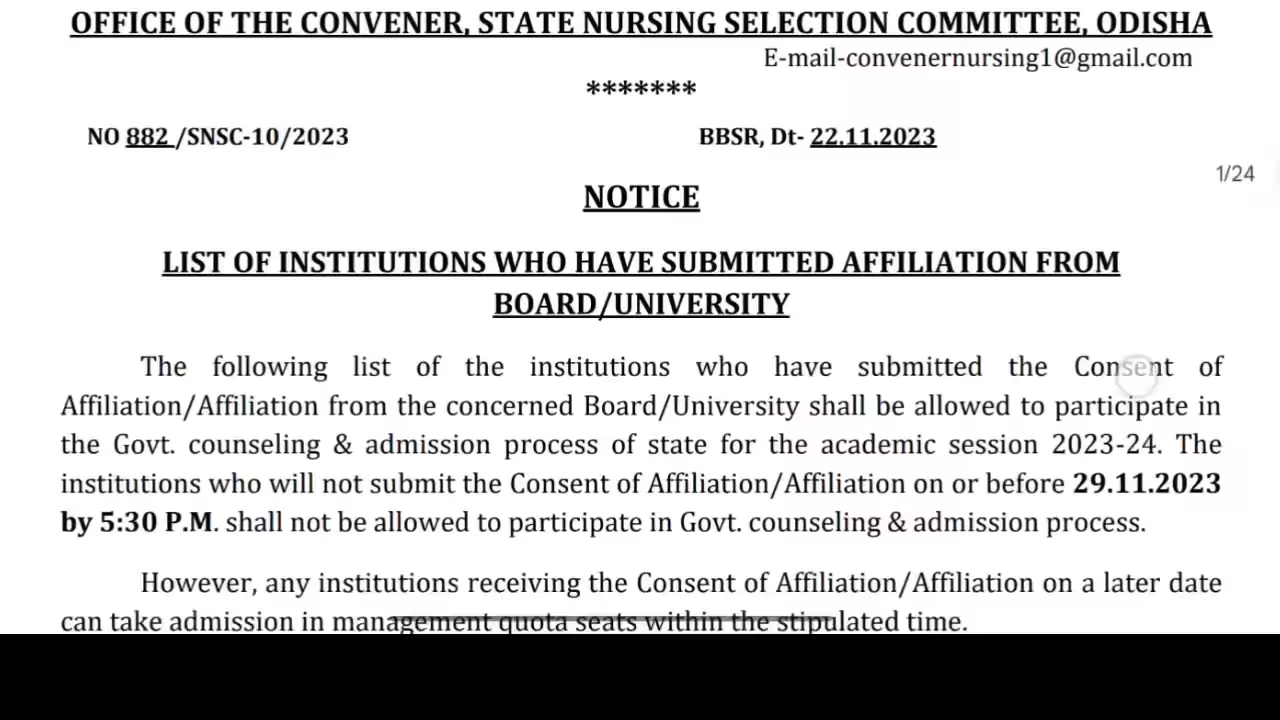 OFFICE OF THE CONVENER, STATE NURSING SELECTION COMMITTEE, ODISHA
E-mail-convenernursing1@gmail.com
*******
NO 882 /SNSC-10/2023 BBSR, Dt- 22.11.2023
1/24
NOTICE
LIST OF INSTITUTIONS WHO HAVE SUBMITTED AFFILIATION FROM
BOARD/UNIVERSITY
The following list of the institutions who have submitted the Consent of
Affiliation/Affiliation from the concerned Board/University shall be allowed to participate in
the Govt. counseling & admission process of state for the academic session 2023-24. The
institutions who will not submit the Consent of Affiliation/Affiliation on or before 29.11.2023
by 5:30 P.M. shall not be allowed to participate in Govt. counseling & admission process.
However, any institutions receiving the Consent of Affiliation/Affiliation on a later date
can take admission in management quota seats within the stipulated time.